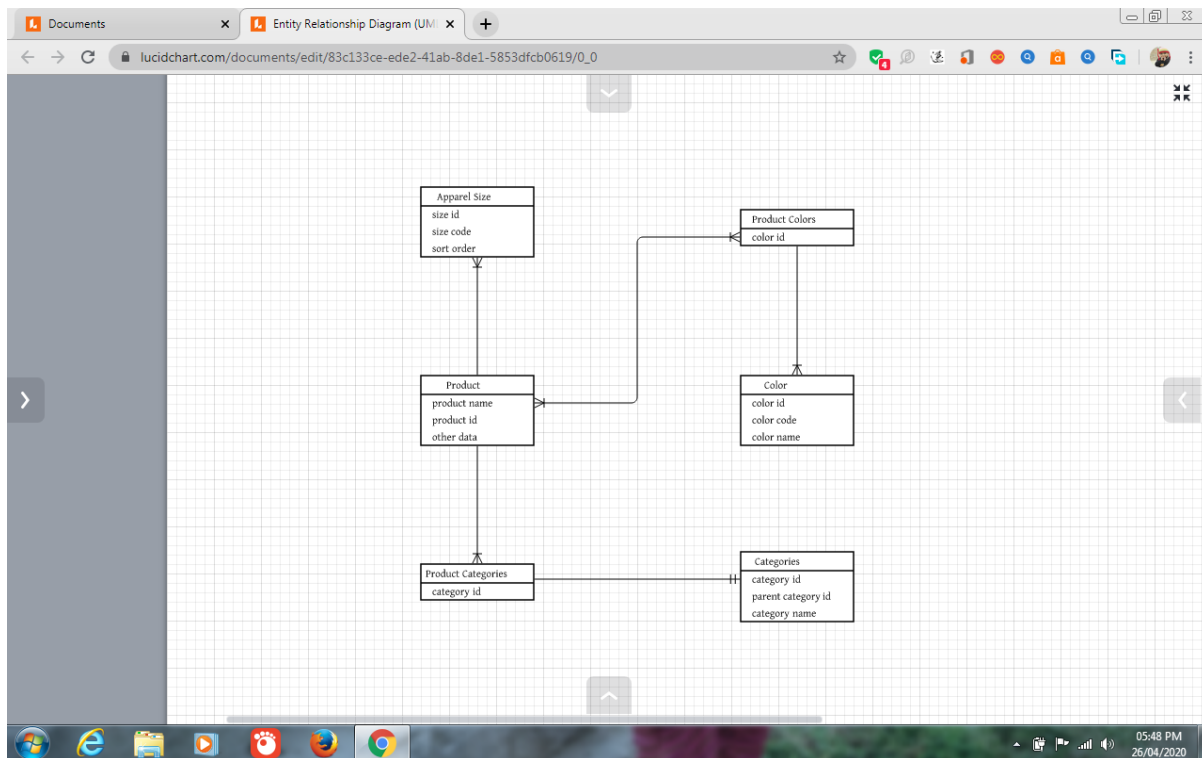 Documents
Entity Relationship Diagram (UM
lucidchart.com/documents/edit/83c133ce-ede2-41ab-8de1-5853dfcb0619/0_0
4
Apparel Size
size id
size code
sort order
Product Colors
color id
Product
product name
product id
other data
Color
color id
color code
color name
Product Categories
category id
Categories
category id
parent category id
category name
05:48 PM
26/04/2020